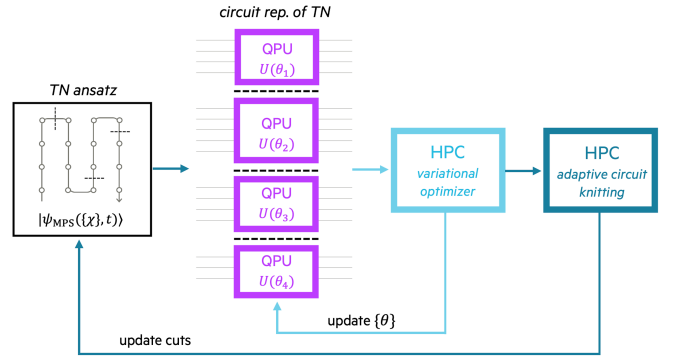 circuit rep. of TN
TN ansatz
|ψ_MPS({χ}, t)⟩
QPU
U(θ₁)
QPU
U(θ₂)
QPU
U(θ₃)
QPU
U(θ₄)
HPC
variational
optimizer
HPC
adaptive circuit
knitting
update {θ}
update cuts